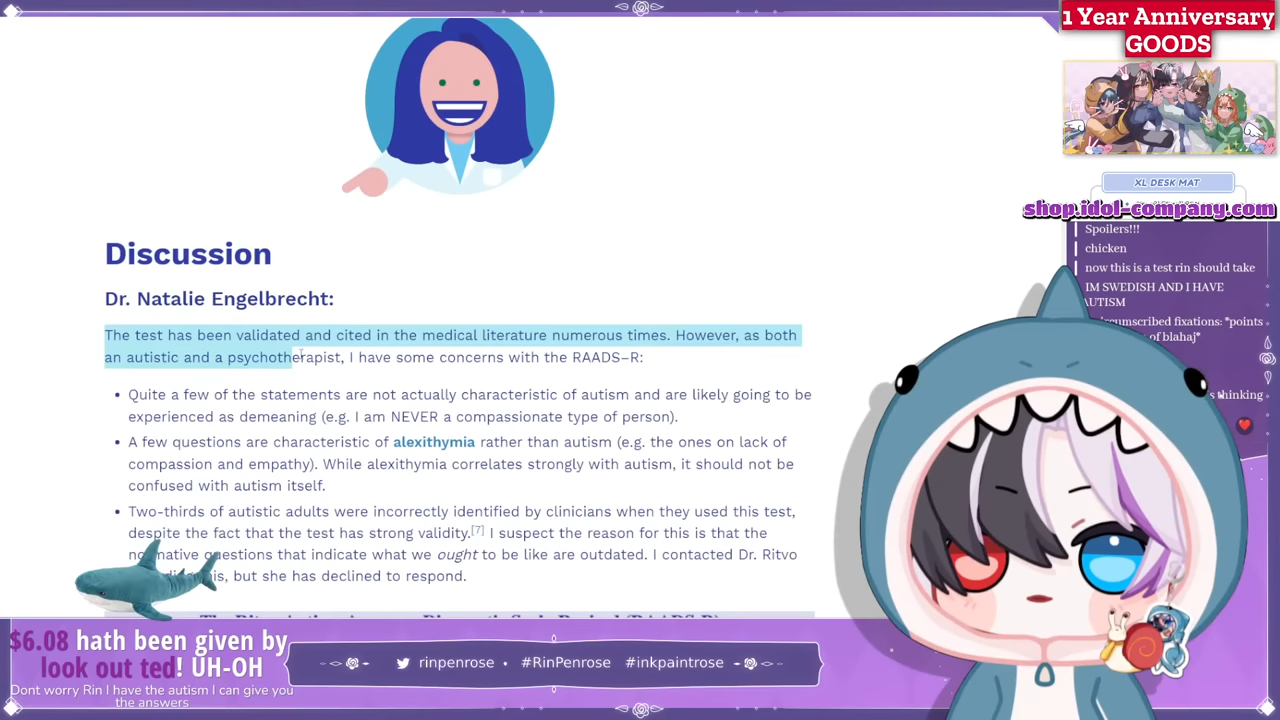 Discussion
Dr. Natalie Engelbrecht:
The test has been validated and cited in the medical literature numerous times. However, as both
an autistic and a psychotherapist, I have some concerns with the RAADS–R:
• Quite a few of the statements are not actually characteristic of autism and are likely going to be
experienced as demeaning (e.g. I am NEVER a compassionate type of person).
• A few questions are characteristic of alexithymia rather than autism (e.g. the ones on lack of
compassion and empathy). While alexithymia correlates strongly with autism, it should not be
confused with autism itself.
• Two-thirds of autistic adults were incorrectly identified by clinicians when they used this test,
despite the fact that the test has strong validity.[7] I suspect the reason for this is that the
normative questions that indicate what we ought to be like are outdated. I contacted Dr. Ritvo
but she has declined to respond.
1 Year Anniversary
GOODS
XL DESK MAT
shop.idol-company.com
Spoilers!!!
chicken
now this is a test rin should take
IM SWEDISH AND I HAVE
AUTISM
circumscribed fixations: *points
of blahaj*
thinking
$6.08 hath been given by
look out ted! UH-OH
Dont worry Rin I have the autism I can give you
the answers
rinpenrose • #RinPenrose #inkpaintrose